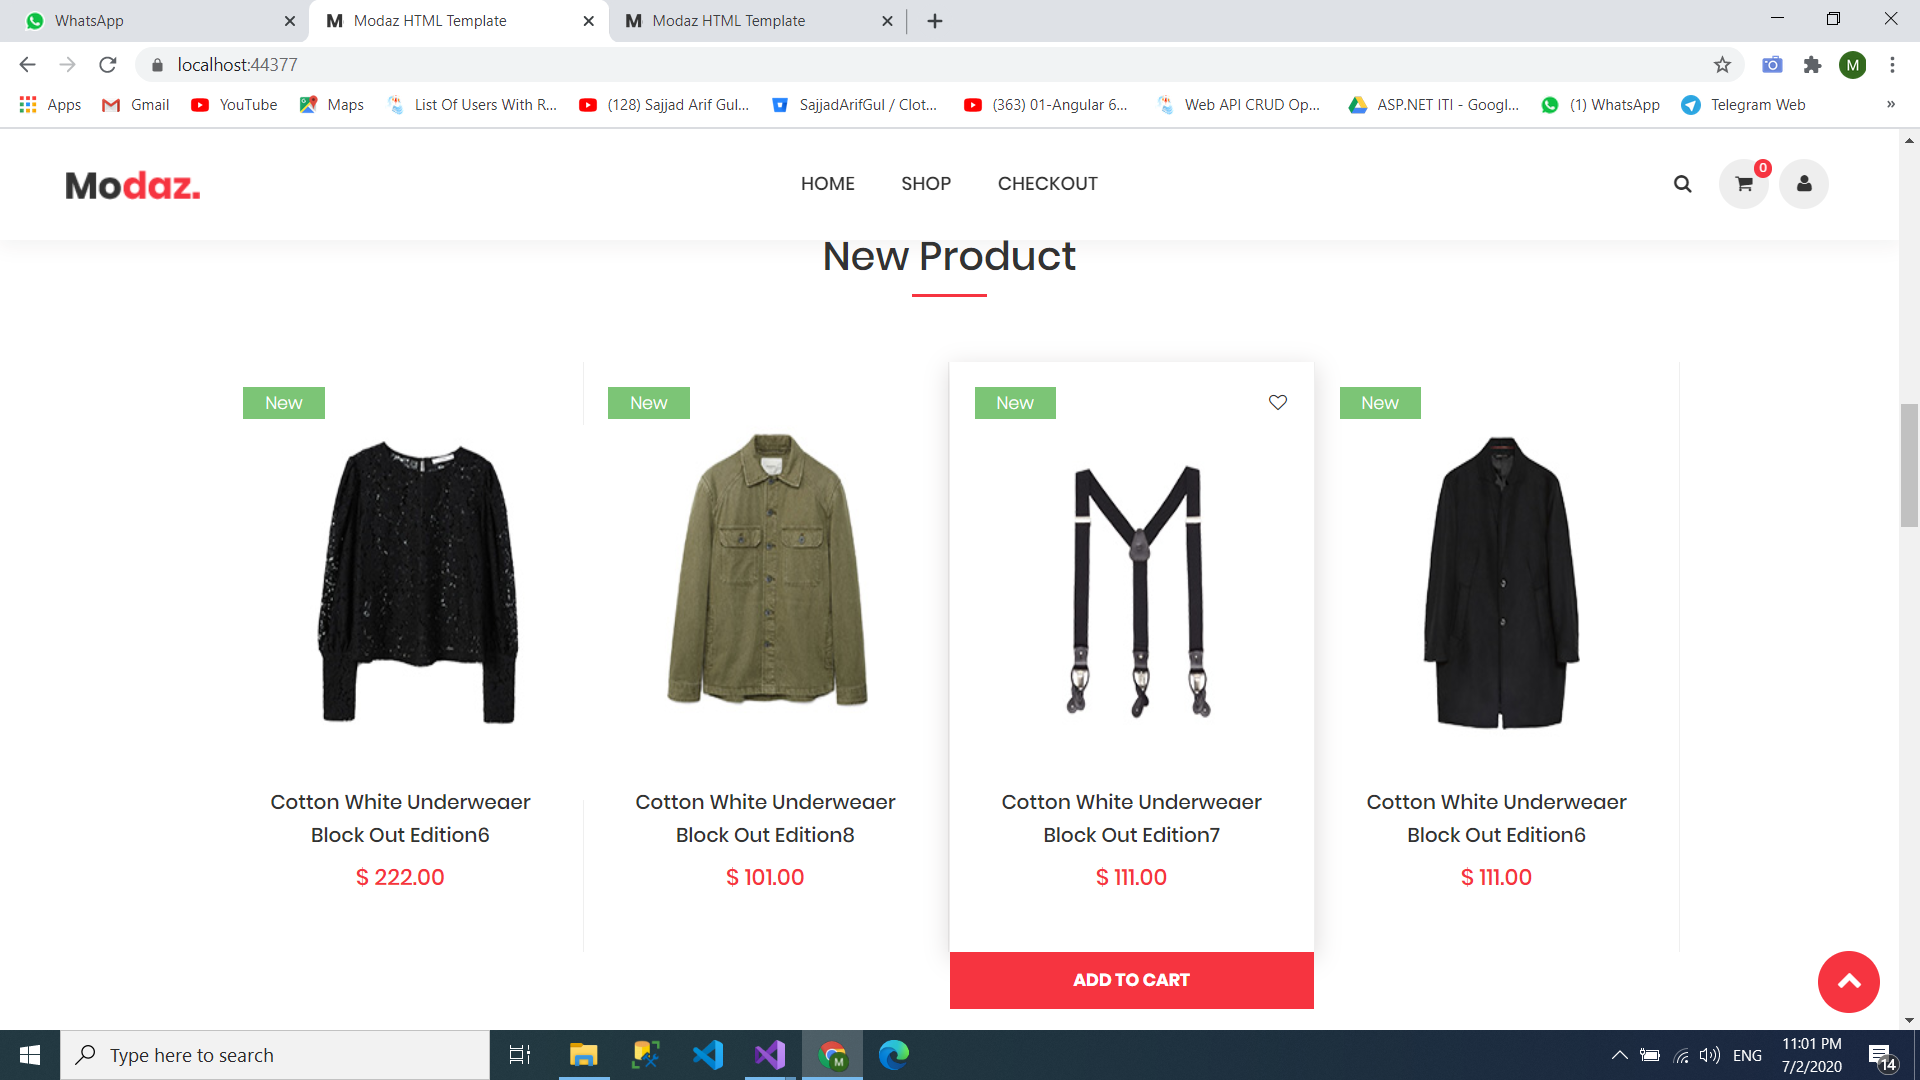 WhatsApp
Modaz HTML Template
Modaz HTML Template
localhost:44377
M
Apps
Gmail
YouTube
Maps
List Of Users With R...
(128) Sajjad Arif Gul...
SajjadArifGul / Clot...
(363) 01-Angular 6...
Web API CRUD Op...
ASP.NET ITI - Googl...
(1) WhatsApp
Telegram Web
»
Modaz.
HOME
SHOP
CHECKOUT
0
New Product
New
New
New
New
Cotton White Underwear
Block Out Edition6
$ 222.00
Cotton White Underwear
Block Out Edition8
$ 101.00
Cotton White Underwear
Block Out Edition7
$ 111.00
ADD TO CART
Cotton White Underwear
Block Out Edition6
$ 111.00
Type here to search
M
ENG
11:01 PM
7/2/2020
14